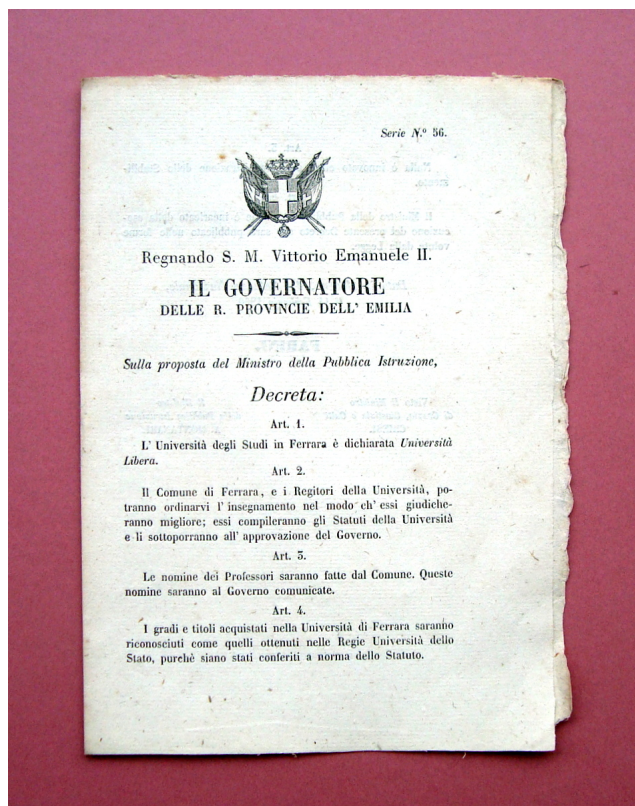 Serie N.º 56.
Regnando S. M. Vittorio Emanuele II.
IL GOVERNATORE
DELLE R. PROVINCIE DELL' EMILIA
Sulla proposta del Ministro della Pubblica Istruzione,
Decreta:
Art. 1.
L' Università degli Studi in Ferrara è dichiarata Università
Libera.
Art. 2.
Il Comune di Ferrara, e i Regitori della Università, po-
tranno ordinarvi l' insegnamento nel modo ch' essi giudiche-
ranno migliore; essi compileranno gli Statuti della Università
e li sottoporranno all' approvazione del Governo.
Art. 3.
Le nomine dei Professori saranno fatte dal Comune. Queste
nomine saranno al Governo comunicate.
Art. 4.
I gradi e titoli acquistati nella Università di Ferrara saranno
riconosciuti come quelli ottenuti nelle Regie Università dello
Stato, purchè siano stati conferiti a norma dello Statuto.